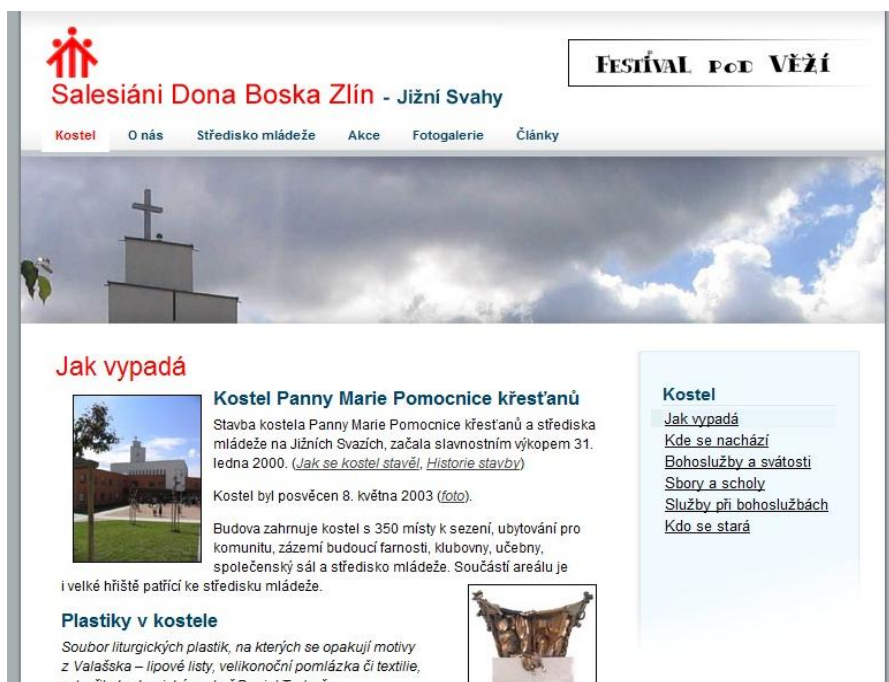 FESTIVAL POD VĚŽÍ
Salesiáni Dona Boska Zlín - Jižní Svahy
Kostel O nás Středisko mládeže Akce Fotogalerie Články
Jak vypadá
Kostel Panny Marie Pomocnice křesťanů
Stavba kostela Panny Marie Pomocnice křesťanů a střediska
mládeže na Jižních Svazích, začala slavnostním výkopem 31.
ledna 2000. (Jak se kostel stavěl, Historie stavby)
Kostel byl posvěcen 8. května 2003 (foto).
Budova zahrnuje kostel s 350 místy k sezení, ubytování pro
komunitu, zázemí budoucí farnosti, klubovny, učebny,
společenský sál a středisko mládeže. Součástí areálu je
i velké hřiště patřící ke středisku mládeže.
Plastiky v kostele
Soubor liturgických plastik, na kterých se opakují motivy
z Valašska – lipové listy, velikonoční pomlázka či textilie,
Kostel
Jak vypadá
Kde se nachází
Bohoslužby a svátosti
Sbory a scholy
Služby při bohoslužbách
Kdo se stará